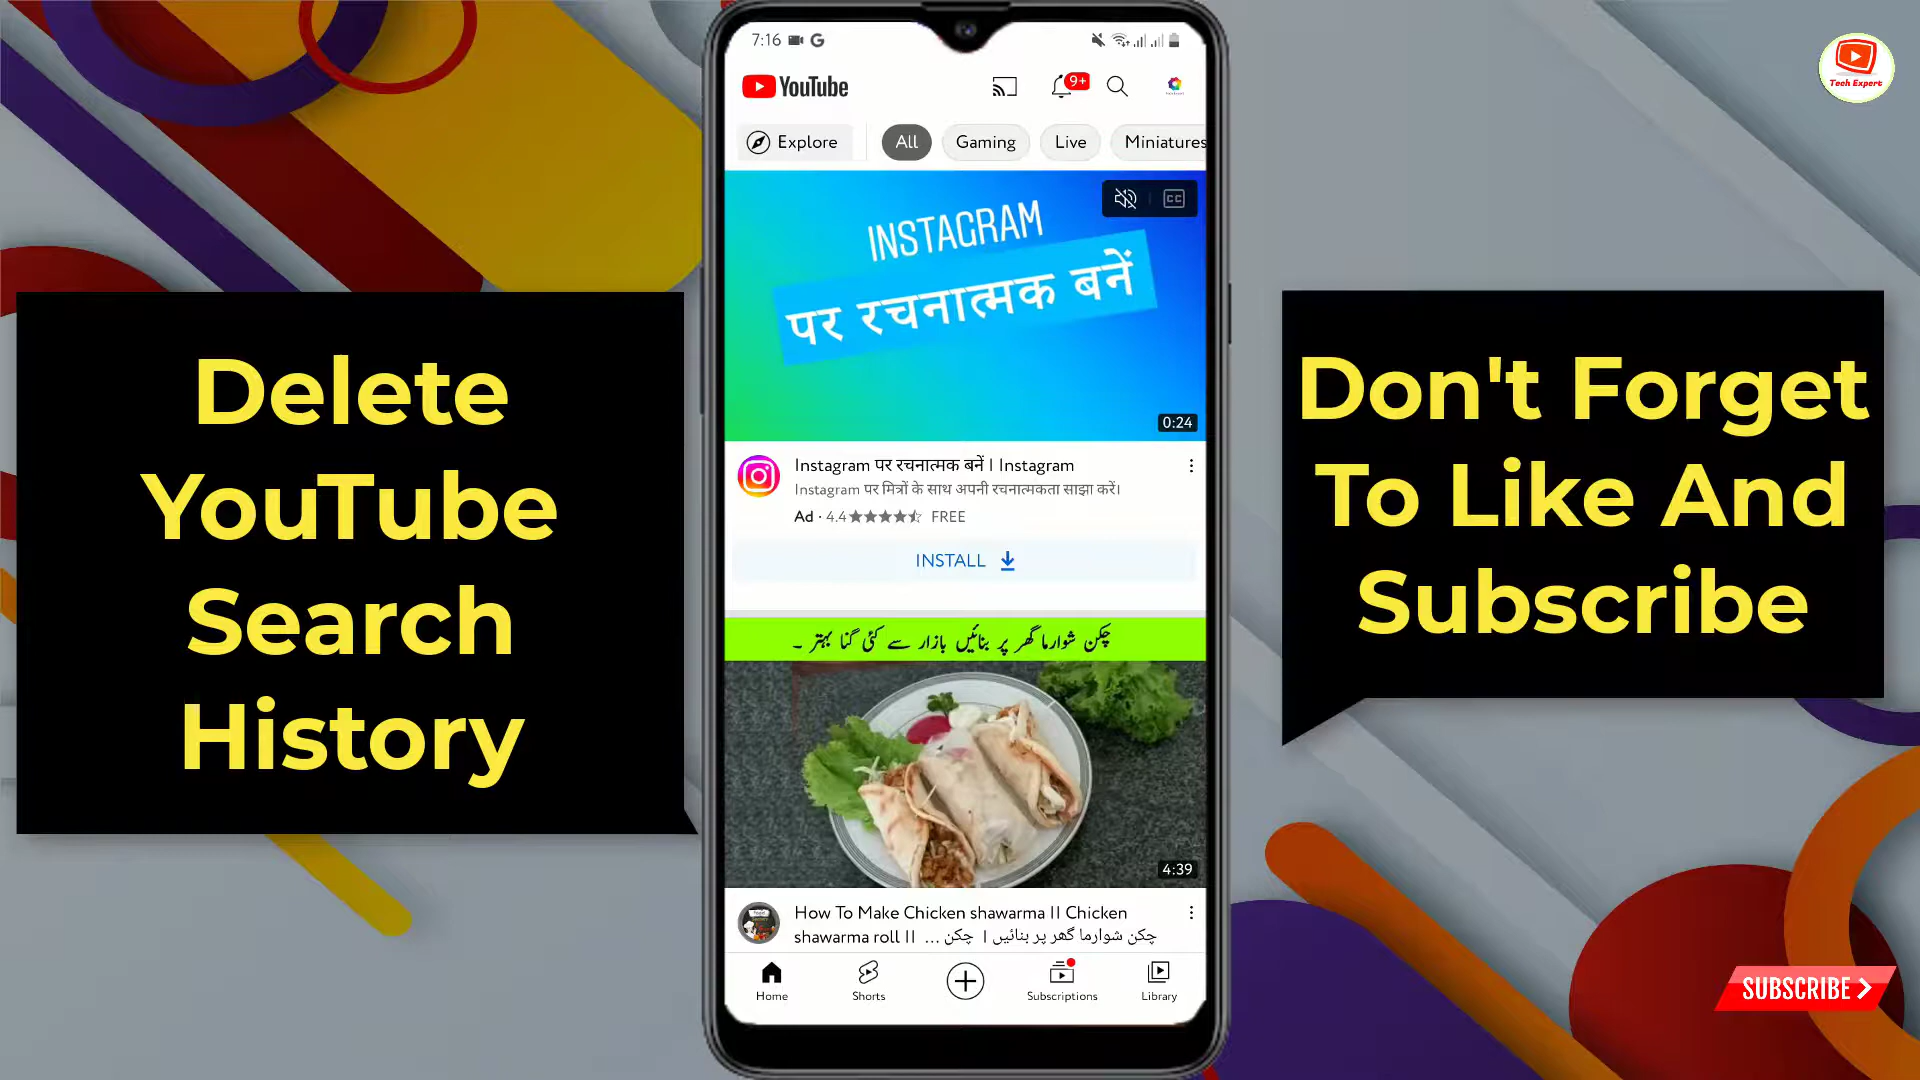 Delete
YouTube
Search
History
7:16
YouTube
9+
Explore
All
Gaming
Live
Miniatures
INSTAGRAM
पर रचनात्मक बनें
CC
0:24
Instagram पर रचनात्मक बनें | Instagram
Instagram पर मित्रों के साथ अपनी रचनात्मकता साझा करें।
Ad · 4.4 FREE
INSTALL
چکن شوارما گھر پر بنائیں بازار سے کئی گنا بہتر ۔
4:39
How To Make Chicken shawarma II Chicken
shawarma roll II ... چکن شوارما گھر پر بنائیں | چکن
Home
Shorts
Subscriptions
Library
Don't Forget
To Like And
Subscribe
Tech Expert
SUBSCRIBE